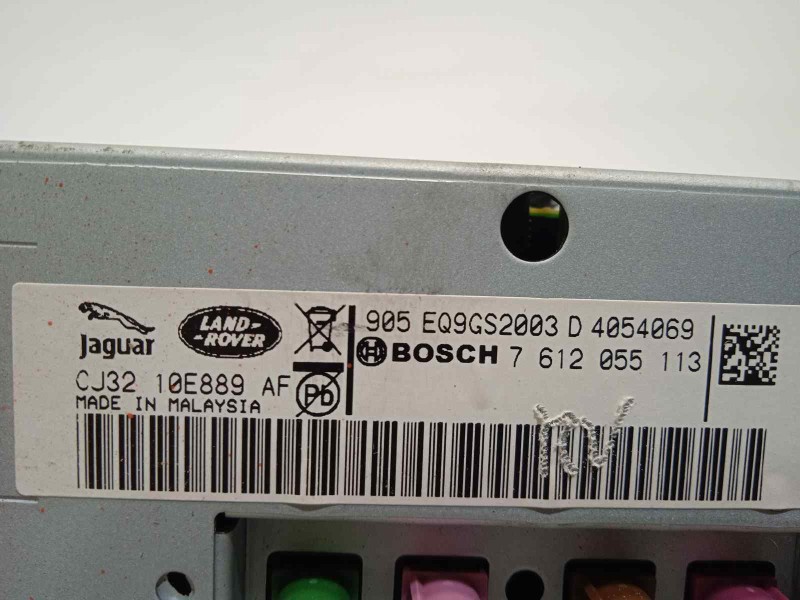 Jaguar
LAND-
-ROVER
905 EQ9GS2003 D 4054069
BOSCH 7 612 055 113
CJ32 10E889 AF
Pb
MADE IN MALAYSIA